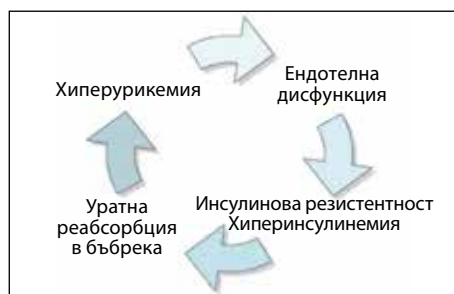 Хиперурикемия
Ендотелна
дисфункция
Инсулинова резистентност
Хиперинсулинемия
Уратна
реабсорбция
в бъбрека